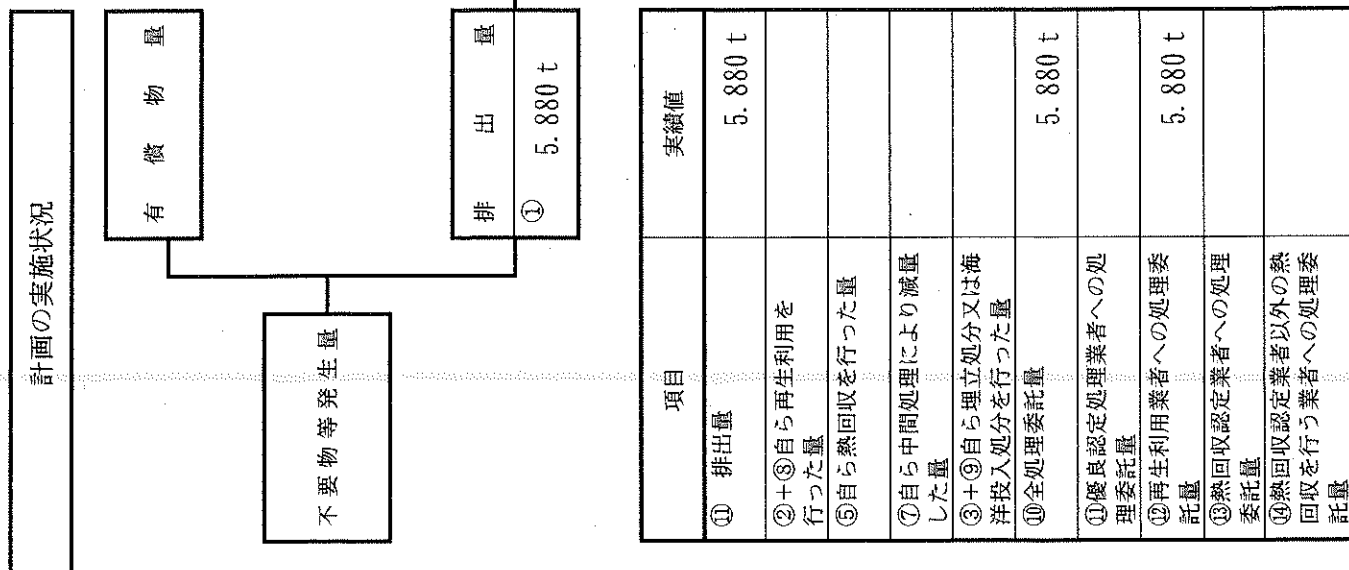 計画の実施状況
有償物量
不要物等発生量
排出量
① 5.880 t
項目 実績値
⑪ 排出量 5.880 t
②+⑧自ら再生利用を
行った量
⑤自ら熱回収を行った量
⑦自ら中間処理により減量
した量
③+⑨自ら埋立処分又は海
洋投入処分を行った量
⑩全処理委託量 5.880 t
⑪優良認定処理業者への処
理委託量
⑫再生利用業者への処理委
託量 5.880 t
⑬熱回収認定業者への処理
委託量
⑭熱回収認定業者以外の熱
回収を行う業者への処理委
託量